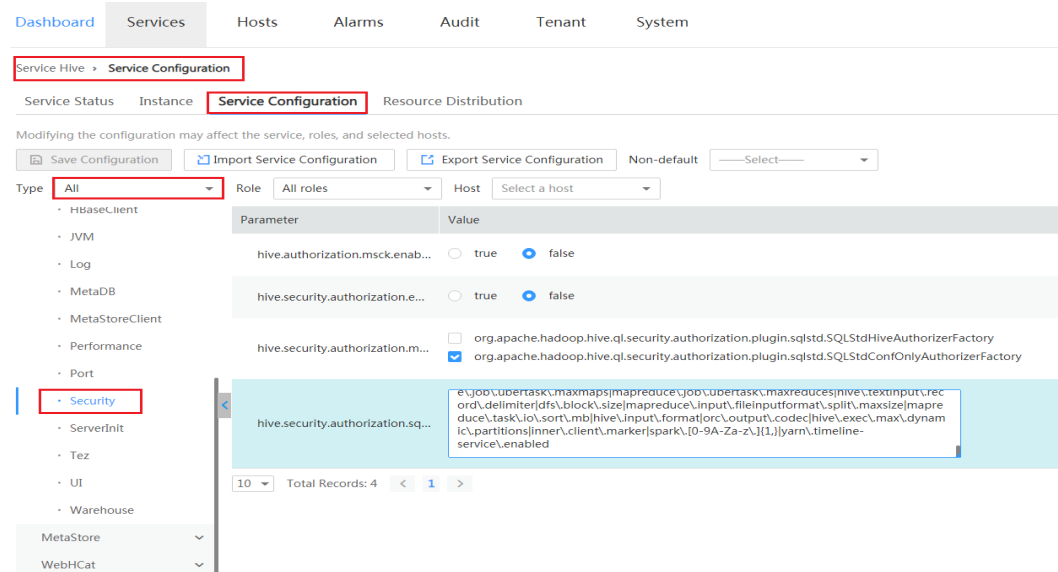 Dashboard Services Hosts Alarms Audit Tenant System
Service Hive > Service Configuration
Service Status Instance Service Configuration Resource Distribution
Modifying the configuration may affect the service, roles, and selected hosts.
Save Configuration Import Service Configuration Export Service Configuration Non-default ——Select——
Type All Role All roles Host Select a host
HBaseClient
JVM
Log
MetaDB
MetaStoreClient
Performance
Port
Security
ServerInit
Tez
UI
Warehouse
MetaStore
WebHCat
Parameter Value
hive.authorization.msck.enab... true false
hive.security.authorization.e... true false
hive.security.authorization.m... org.apache.hadoop.hive.ql.security.authorization.plugin.sqlstd.SQLStdHiveAuthorizerFactory
org.apache.hadoop.hive.ql.security.authorization.plugin.sqlstd.SQLStdConfOnlyAuthorizerFactory
hive.security.authorization.sq...
e\.job\.ubertask\.maxmaps|mapreduce\.job\.ubertask\.maxreduces|hive\.textinput\.rec
ord\.delimiter|dfs\.block\.size|mapreduce\.input\.fileinputformat\.split\.maxsize|mapre
duce\.task\.io\.sort\.mb|hive\.input\.format|orc\.output\.codec|hive\.exec\.max\.dynam
ic\.partitions|inner\.client\.marker|spark\.[0-9A-Za-z\.]{1,}|yarn\.timeline-
service\.enabled
10 Total Records: 4 < 1 >